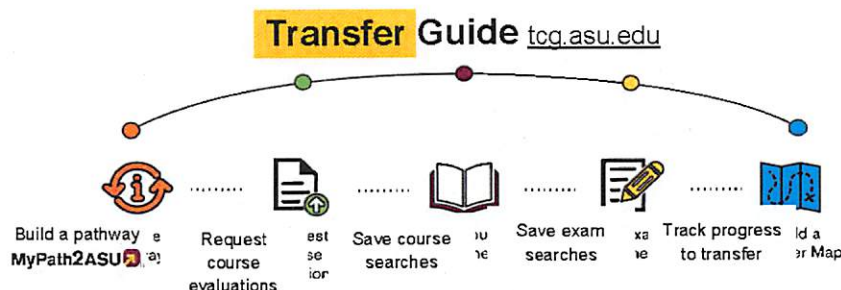 Transfer Guide tcg.asu.edu
Build a pathway
MyPath2ASU
Request
course
evaluations
Save course
searches
Save exam
searches
Track progress
to transfer